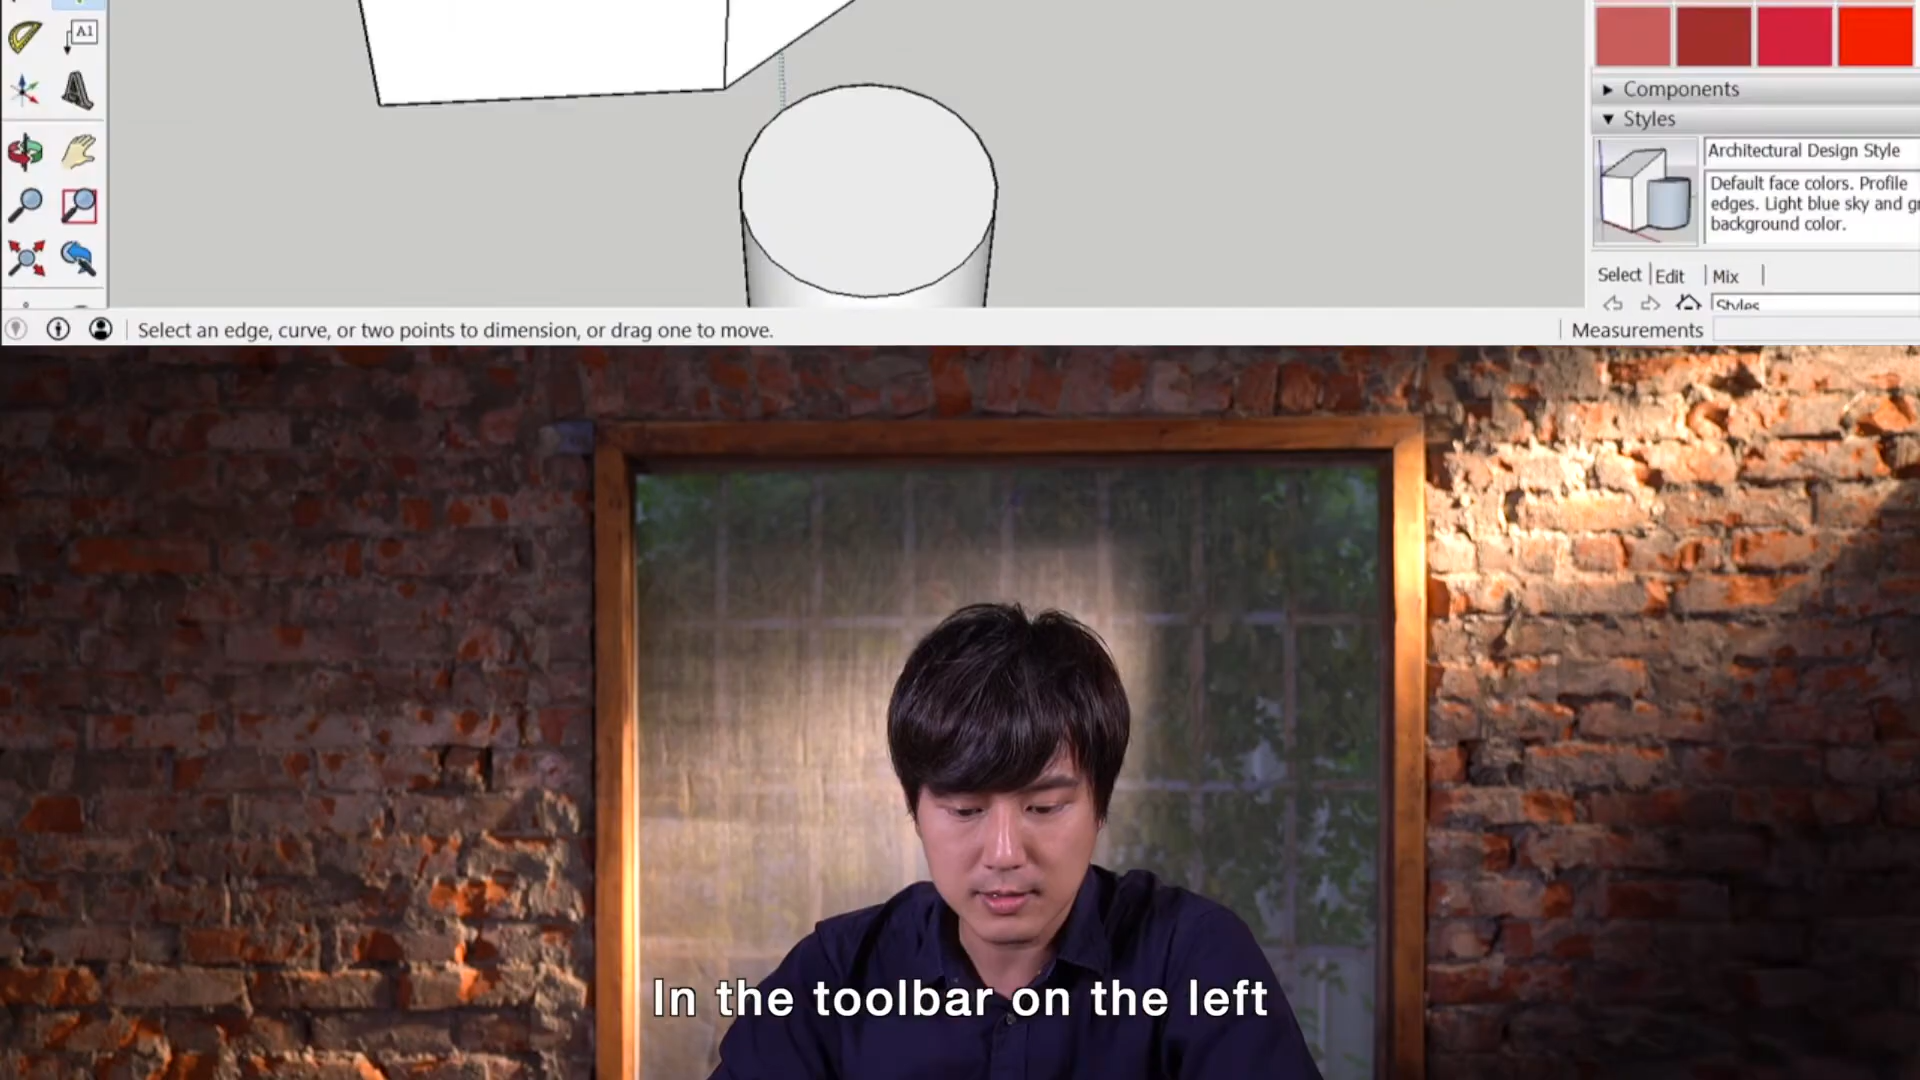 A1
Components
Styles
Architectural Design Style
Default face colors. Profile
edges. Light blue sky and
background color.
Select Edit Mix
Styles
Select an edge, curve, or two points to dimension, or drag one to move.
Measurements
In the toolbar on the left